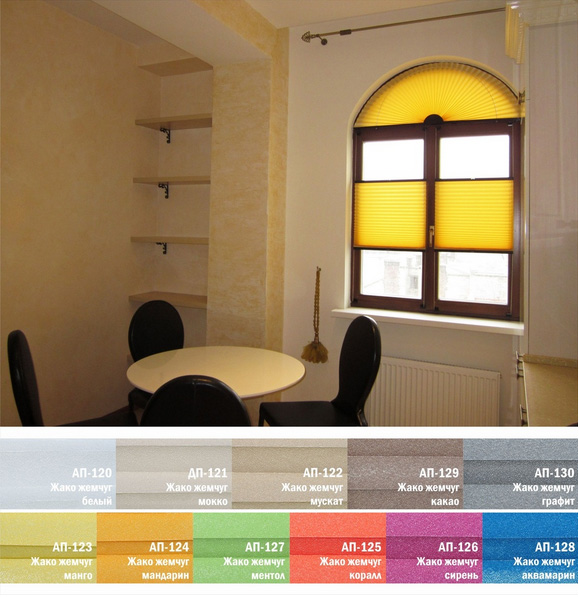 АП-120
Жако жемчуг
белый
ДП-121
Жако жемчуг
мокко
АП-122
Жако жемчуг
мускат
АП-129
Жако жемчуг
какао
АП-130
Жако жемчуг
графит
АП-123
Жако жемчуг
манго
АП-124
Жако жемчуг
мандарин
АП-127
Жако жемчуг
ментол
АП-125
Жако жемчуг
коралл
АП-126
Жако жемчуг
сирень
АП-128
Жако жемчуг
аквамарин